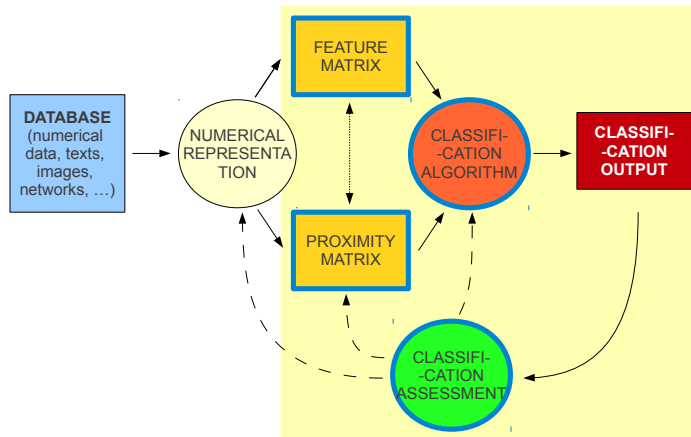 DATABASE
(numerical
data, texts,
images,
networks, …)
NUMERICAL
REPRESENTA
TION
FEATURE
MATRIX
PROXIMITY
MATRIX
CLASSIFI-
-CATION
ALGORITHM
CLASSIFI-
-CATION
OUTPUT
CLASSIFI-
-CATION
ASSESSMENT